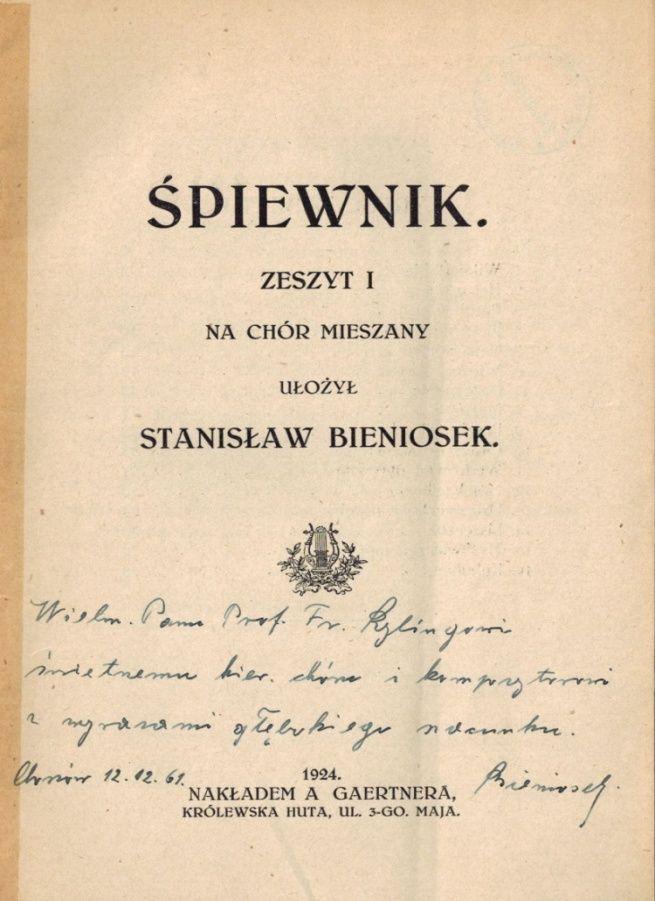 ŚPIEWNIK.
ZESZYT I
NA CHÓR MIESZANY
UŁOŻYŁ
STANISŁAW BIENIOSEK.
Wielm. Panu Prof. Fr. Rylingowi
świetnemu kier. chóru i kompozytorowi
z wyrazami głębokiego szacunku.
Chorzów 12.12.61. Bieniosek.
1924.
NAKŁADEM A GAERTNERA,
KRÓLEWSKA HUTA, UL. 3-GO. MAJA.